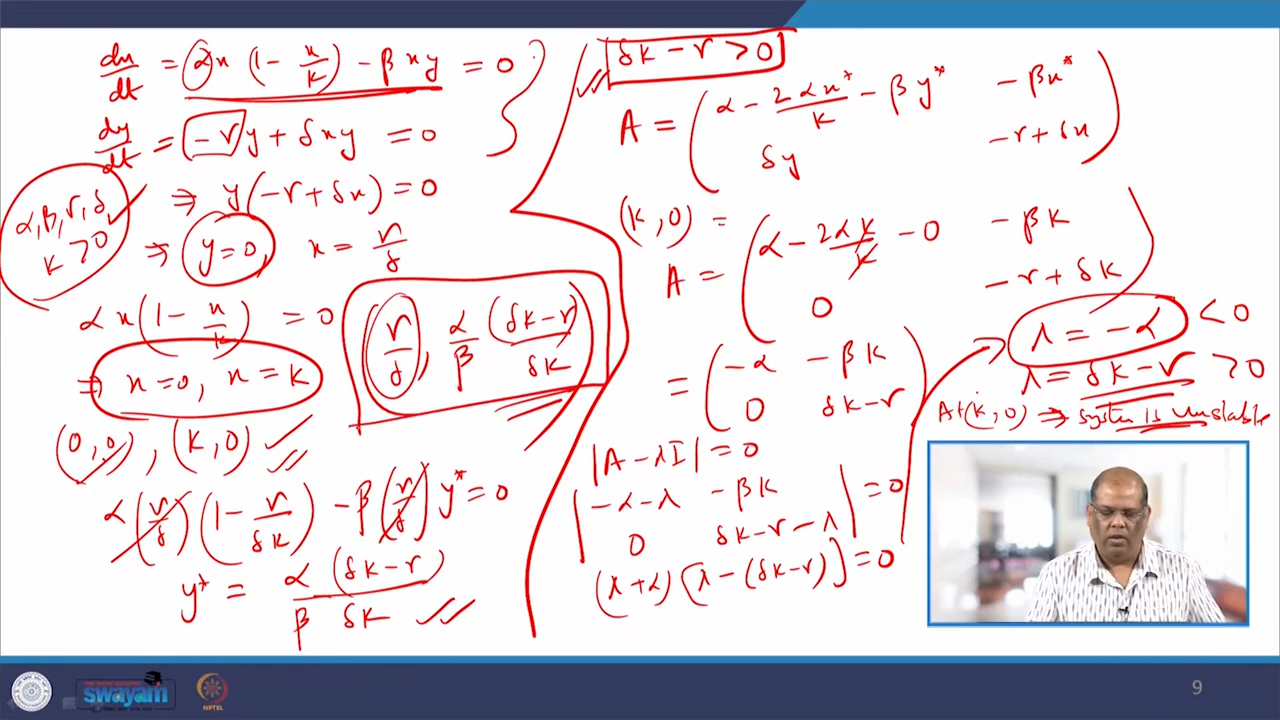 dx/dt = αx (1 - x/k) - βxy = 0
dy/dt = -ry + δxy = 0
α, β, r, δ,
k > 0
⇒ y(-r + δx) = 0
⇒ y = 0, x = r/δ
αx(1 - x/k) = 0
⇒ x = 0, x = k
(r/δ, α/β (δk - r)/δk)
(0, 0), (k, 0)
α(r/δ)(1 - r/δk) - β(r/δ) y* = 0
y* = α (δk - r) / β δk
δk - r > 0
A = ( α - 2αx*/k - βy*   -βx*
δy   -r + δx )
(k, 0) =
A = ( α - 2αk/k - 0   -βk
0   -r + δk )
= ( -α   -βk
0   δk - r )
|A - λI| = 0
| -α - λ   -βk
0   δk - r - λ | = 0
(λ + α) [λ - (δk - r)] = 0
λ = -α < 0
λ = δk - r > 0
At (k, 0) ⇒ system is unstable
swayam
NPTEL
9